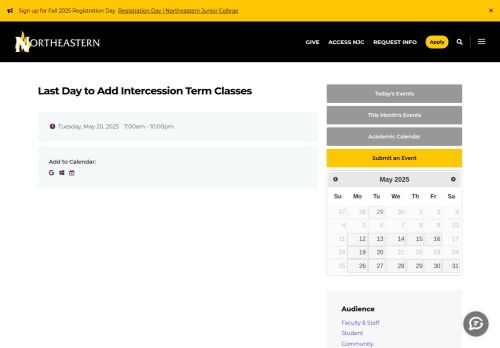 Sign up for Fall 2025 Registration Day Registration Day | Northeastern Junior College ×
NORTHEASTERN
GIVE ACCESS NJC REQUEST INFO Apply
Last Day to Add Intercession Term Classes
Tuesday, May 20, 2025 7:00am - 10:00pm
Add to Calendar:
Today's Events
This Month's Events
Academic Calendar
Submit an Event
May 2025
Su Mo Tu We Th Fr Sa
27 28 29 30 1 2 3
4 5 6 7 8 9 10
11 12 13 14 15 16 17
18 19 20 21 22 23 24
25 26 27 28 29 30 31
Audience
Faculty & Staff
Student
Community